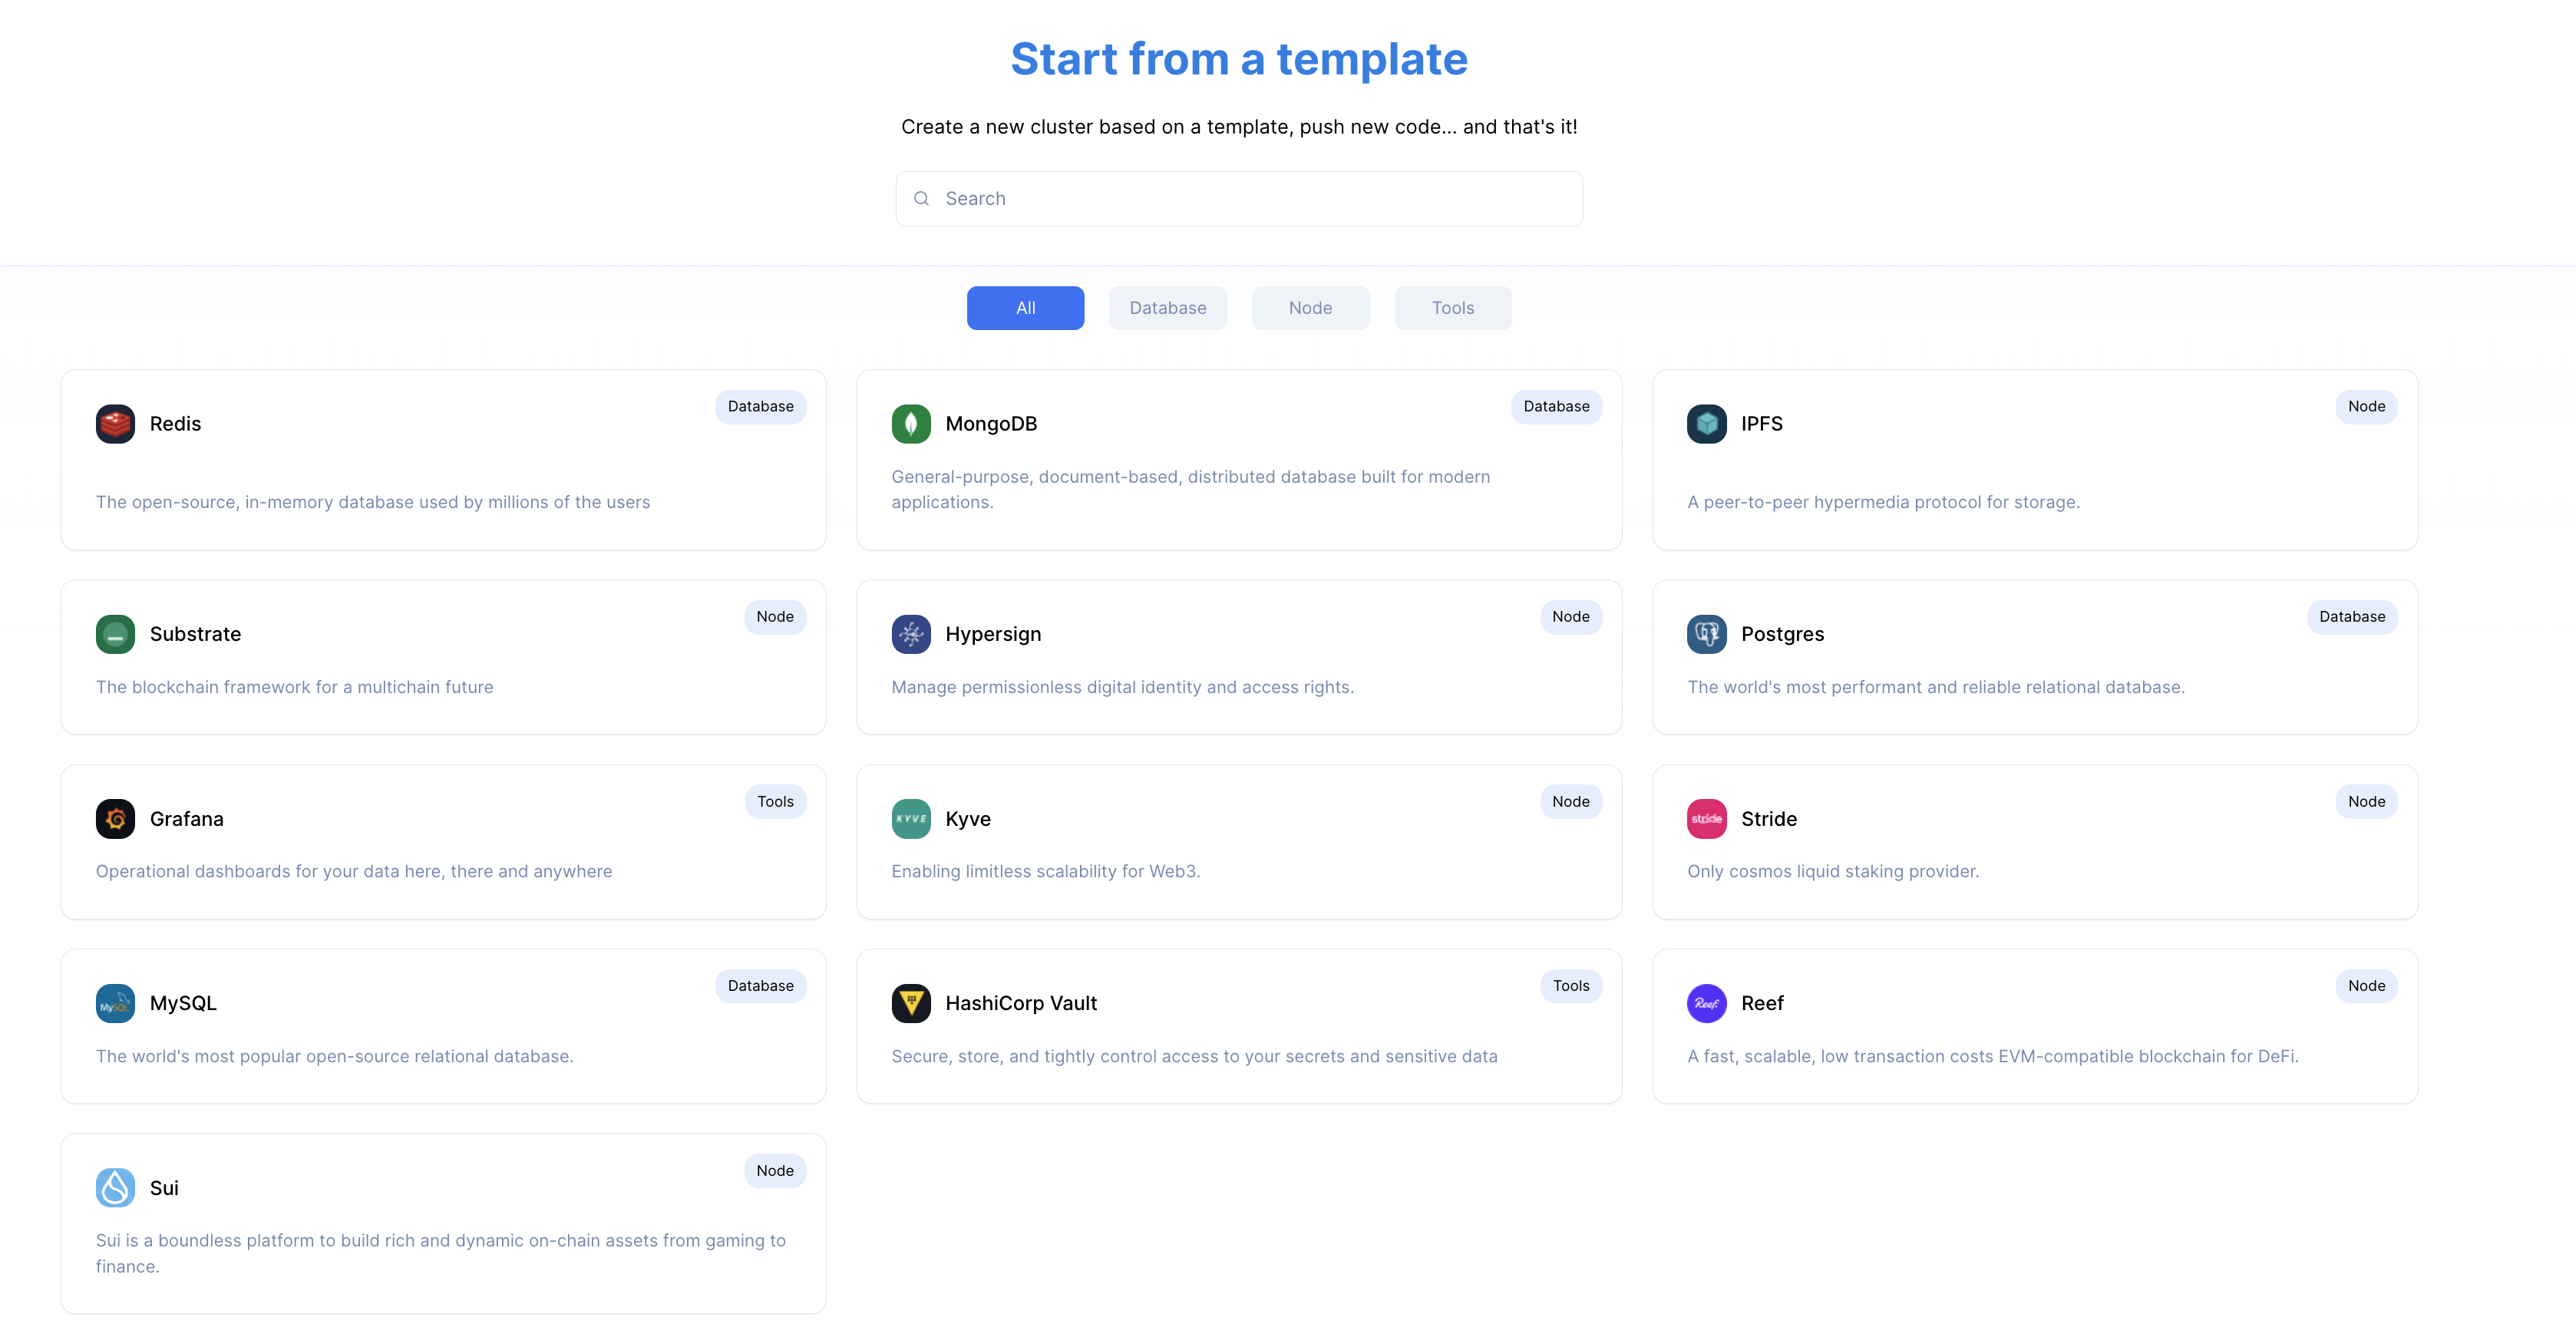 Start from a template
Create a new cluster based on a template, push new code... and that's it!
Search
All
Database
Node
Tools
Redis
Database
The open-source, in-memory database used by millions of the users
MongoDB
Database
General-purpose, document-based, distributed database built for modern
applications.
IPFS
Node
A peer-to-peer hypermedia protocol for storage.
Substrate
Node
The blockchain framework for a multichain future
Hypersign
Node
Manage permissionless digital identity and access rights.
Postgres
Database
The world's most performant and reliable relational database.
Grafana
Tools
Operational dashboards for your data here, there and anywhere
KYVE
Kyve
Node
Enabling limitless scalability for Web3.
stride
Stride
Node
Only cosmos liquid staking provider.
MySQL
MySQL
Database
The world's most popular open-source relational database.
HashiCorp Vault
Tools
Secure, store, and tightly control access to your secrets and sensitive data
Reef.
Reef
Node
A fast, scalable, low transaction costs EVM-compatible blockchain for DeFi.
Sui
Node
Sui is a boundless platform to build rich and dynamic on-chain assets from gaming to
finance.